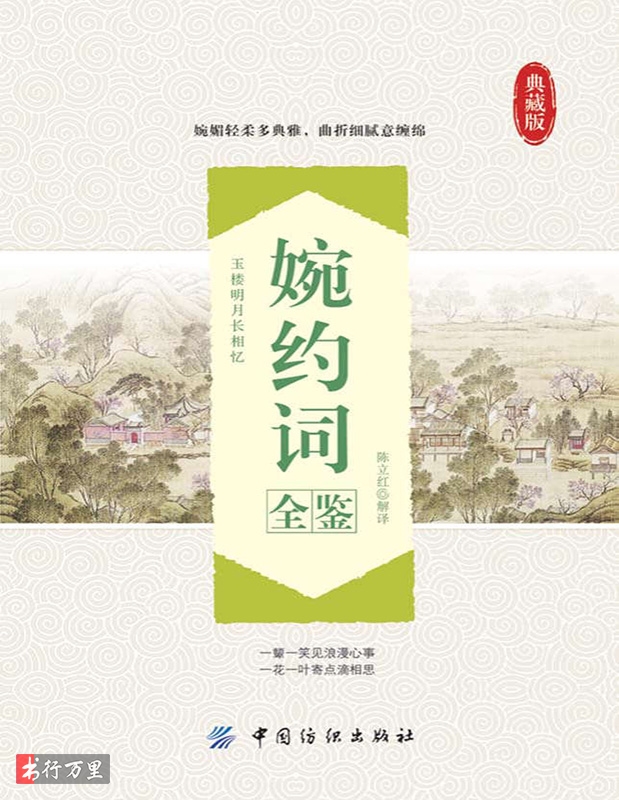 典藏版
婉媚轻柔多典雅，曲折细腻意缠绵
玉楼明月长相忆
婉约词
全鉴
陈立红◎解译
一颦一笑见浪漫心事
一花一叶寄点滴相思
中国纺织出版社
书行万里